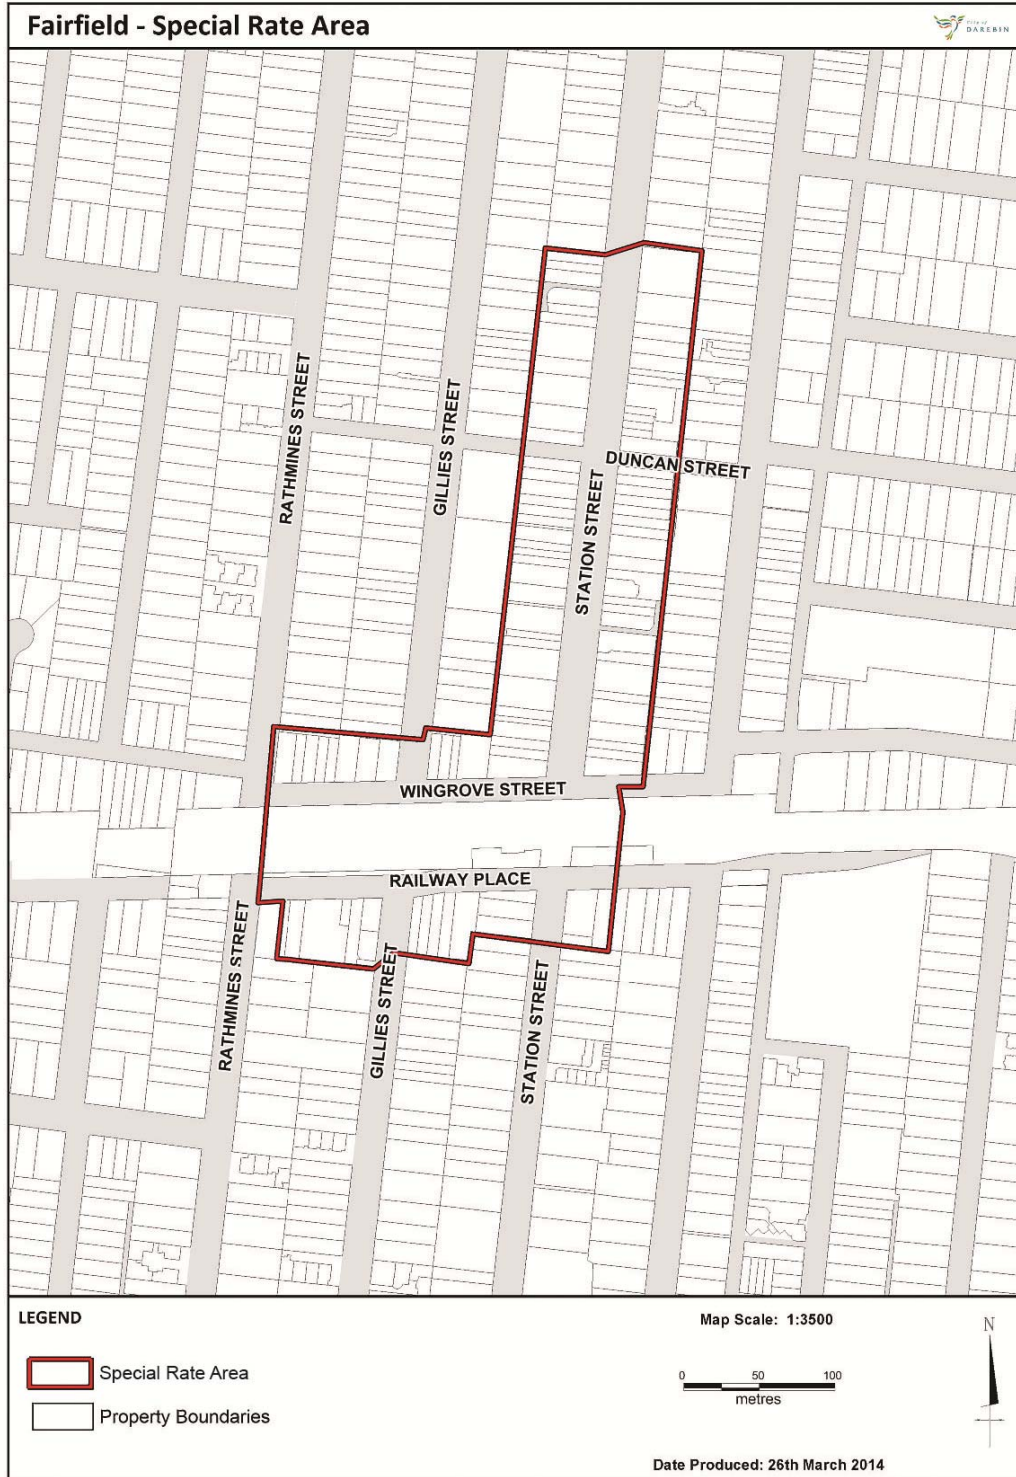 Fairfield - Special Rate Area
CITY OF
DAREBIN
RATHMINES STREET
GILLIES STREET
DUNCAN STREET
STATION STREET
WINGROVE STREET
RAILWAY PLACE
RATHMINES STREET
GILLIES STREET
STATION STREET
LEGEND
Special Rate Area
Property Boundaries
Map Scale: 1:3500
0 50 100
metres
N
Date Produced: 26th March 2014